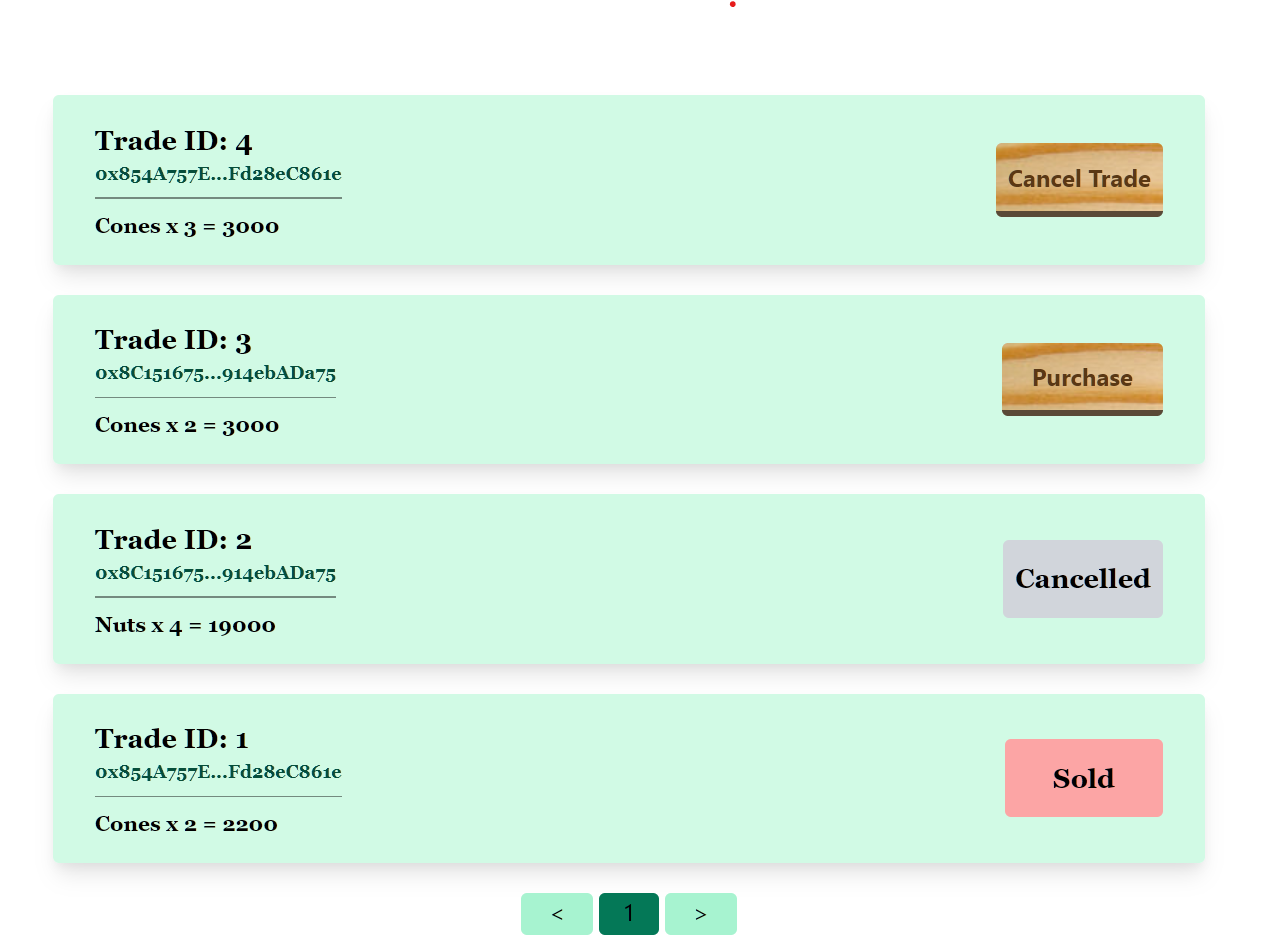 Trade ID: 4
0x854A757E...Fd28eC861e
Cones x 3 = 3000
Cancel Trade
Trade ID: 3
0x8C151675...914ebADa75
Cones x 2 = 3000
Purchase
Trade ID: 2
0x8C151675...914ebADa75
Nuts x 4 = 19000
Cancelled
Trade ID: 1
0x854A757E...Fd28eC861e
Cones x 2 = 2200
Sold
< 1 >